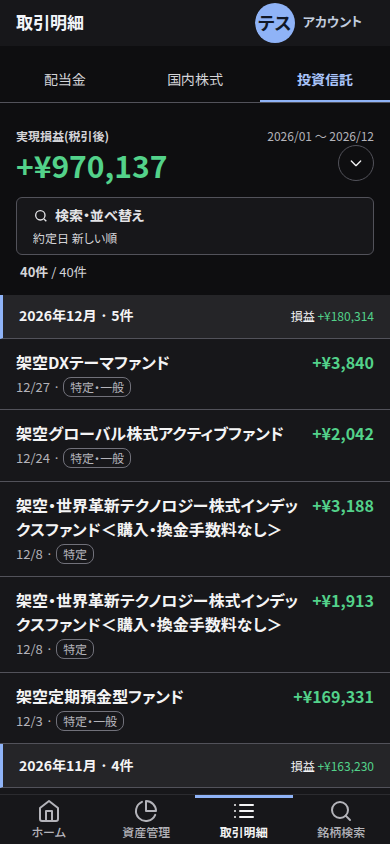 取引明細
テス アカウント
配当金 国内株式 投資信託
実現損益(税引後) 2026/01 〜 2026/12
+¥970,137
検索・並べ替え
約定日 新しい順
40件 / 40件
2026年12月・5件 損益 +¥180,314
架空DXテーマファンド +¥3,840
12/27・特定・一般
架空グローバル株式アクティブファンド +¥2,042
12/24・特定・一般
架空・世界革新テクノロジー株式インデッ +¥3,188
クスファンド＜購入・換金手数料なし＞
12/8・特定
架空・世界革新テクノロジー株式インデッ +¥1,913
クスファンド＜購入・換金手数料なし＞
12/8・特定
架空定期預金型ファンド +¥169,331
12/3・特定・一般
2026年11月・4件 損益 +¥163,230
ホーム 資産管理 取引明細 銘柄検索